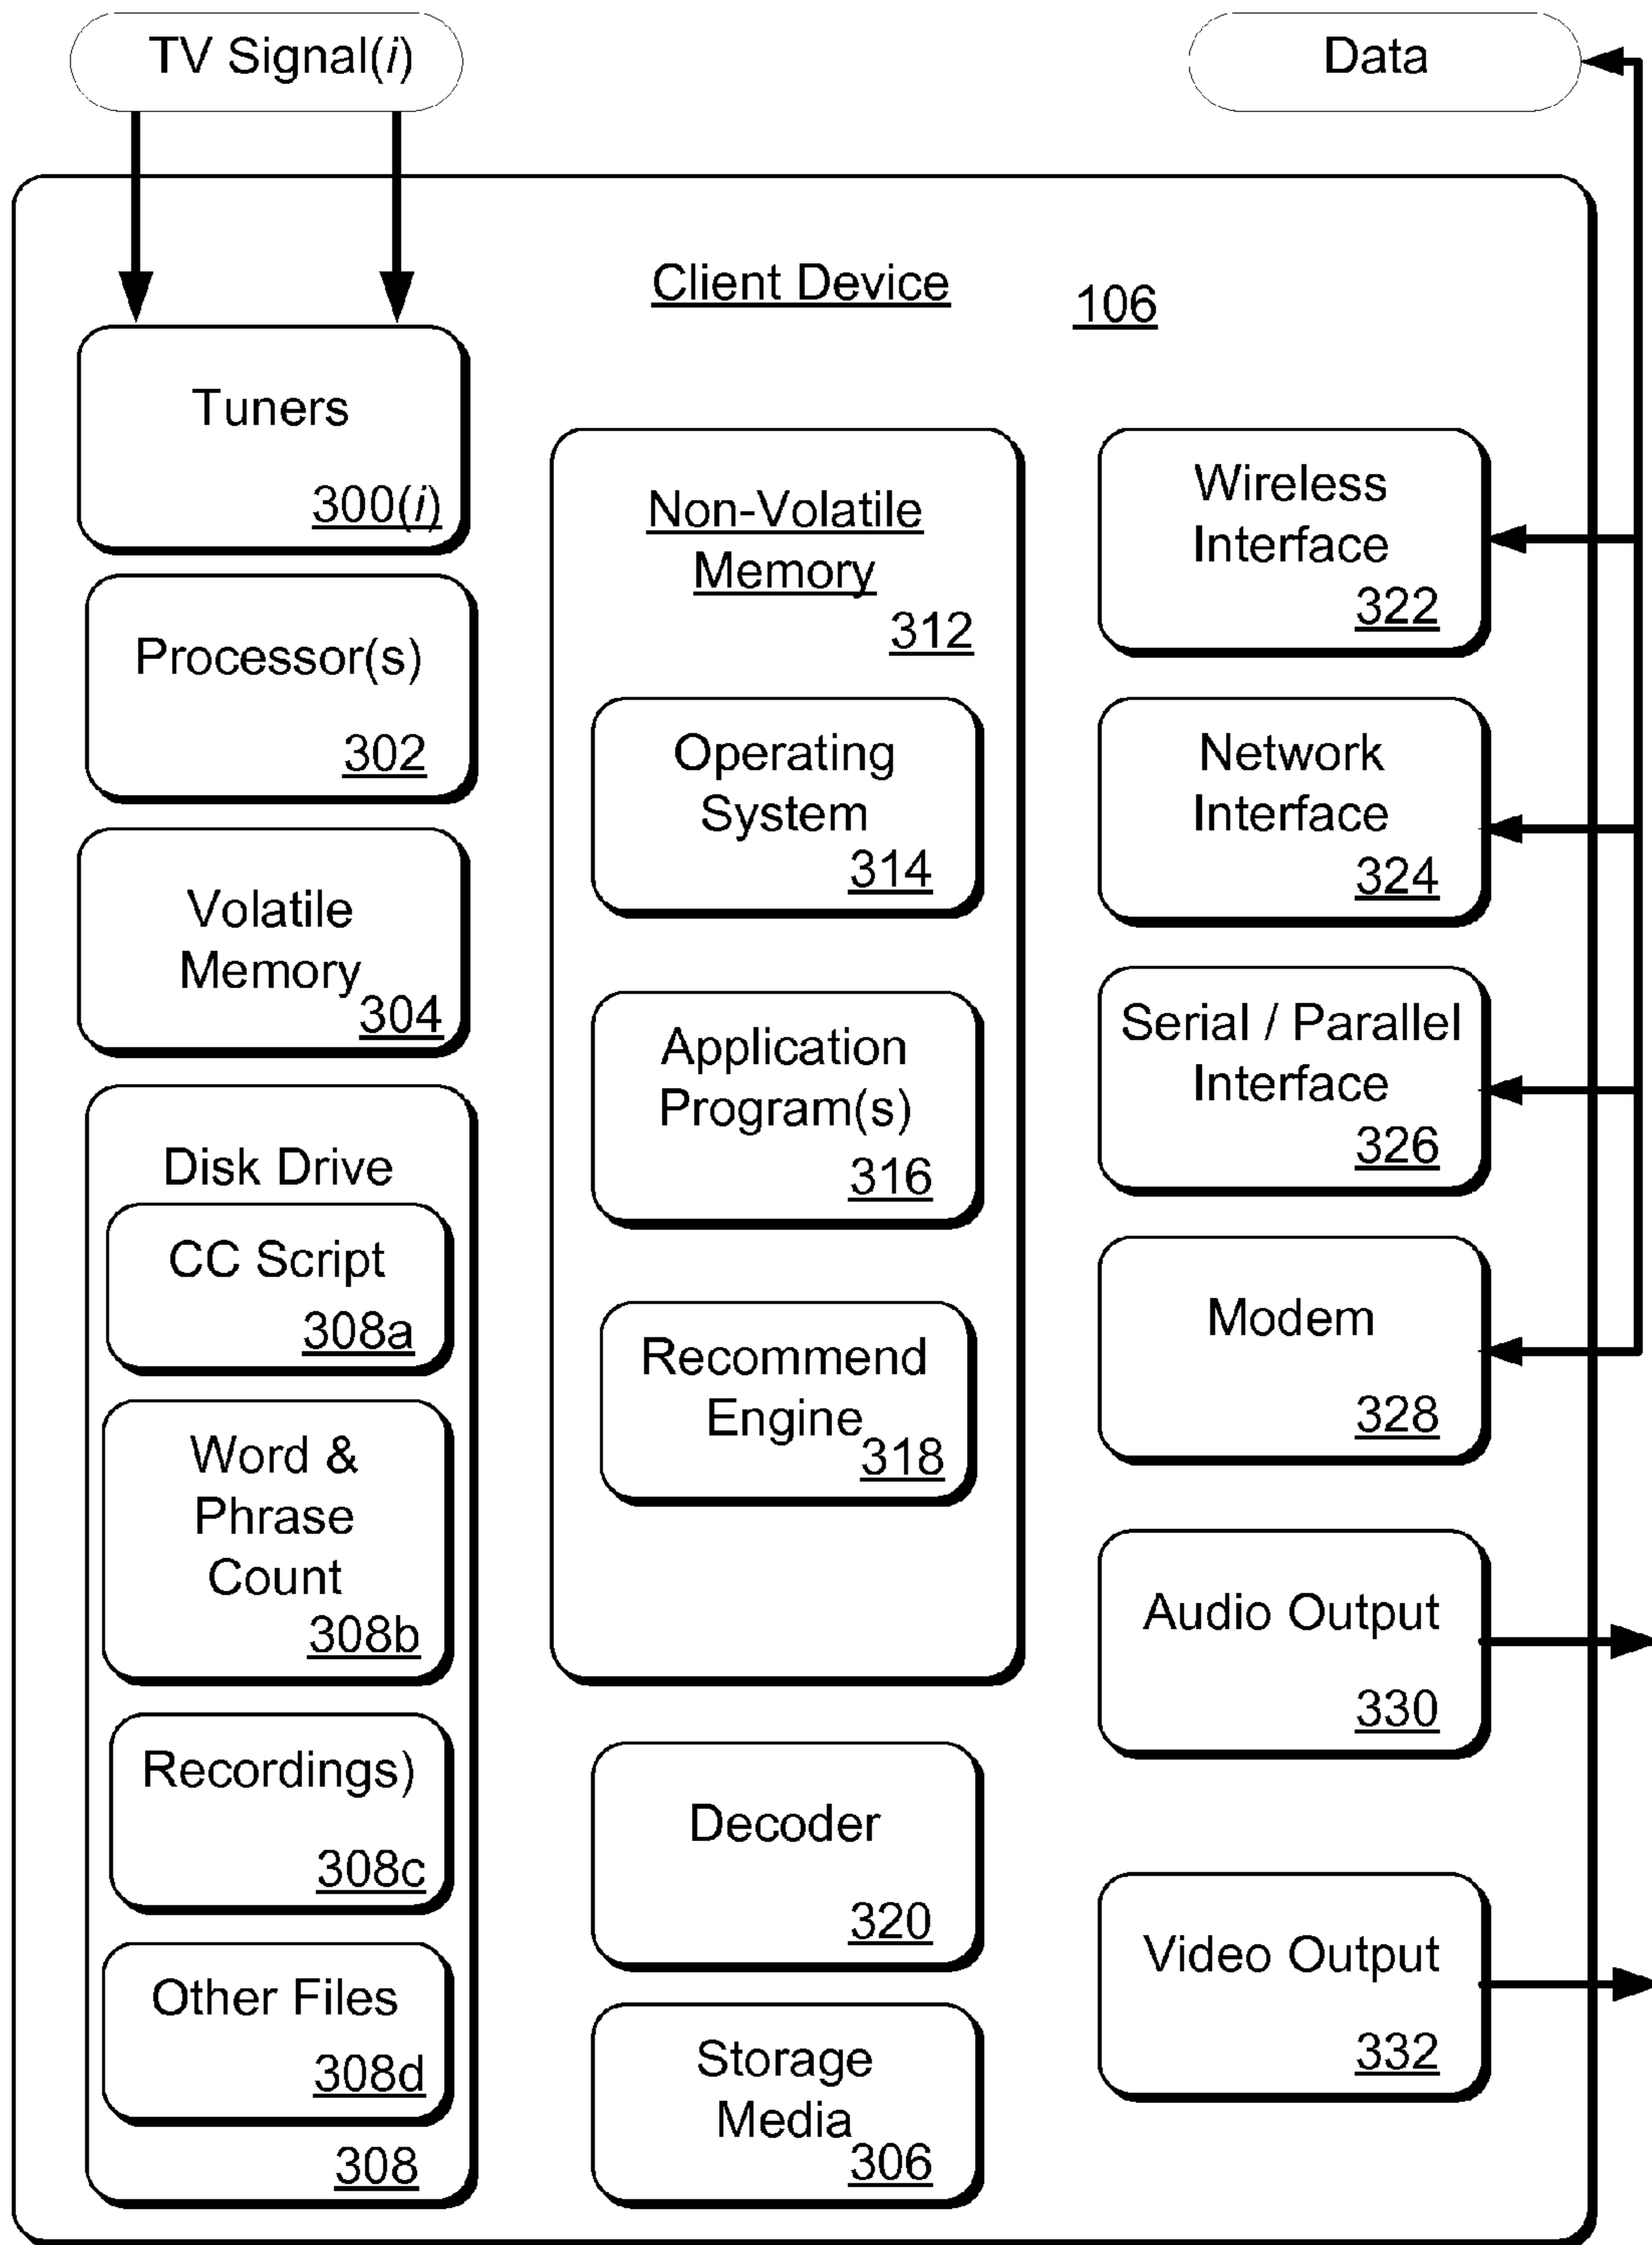 TV Signal(i)
Data
Client Device
106
Tuners
300(i)
Processor(s)
302
Volatile
Memory
304
Disk Drive
CC Script
308a
Word &
Phrase
Count
308b
Recordings)
308c
Other Files
308d
308
Non-Volatile
Memory
312
Operating
System
314
Application
Program(s)
316
Recommend
Engine
318
Decoder
320
Storage
Media
306
Wireless
Interface
322
Network
Interface
324
Serial / Parallel
Interface
326
Modem
328
Audio Output
330
Video Output
332